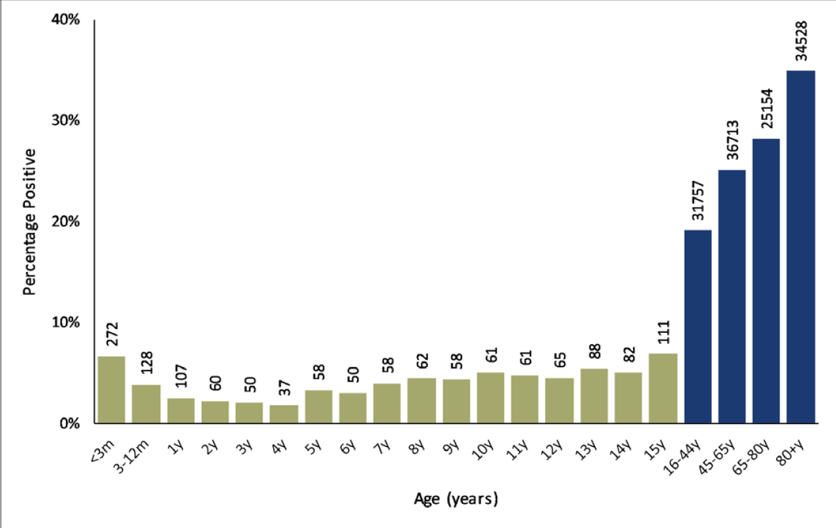 40%
30%
20%
10%
0%
Percentage Positive
272
128
107
60
50
37
58
50
58
62
58
61
61
65
88
82
111
31757
36713
25154
34528
<3m
3-12m
1y
2y
3y
4y
5y
6y
7y
8y
9y
10y
11y
12y
13y
14y
15y
16-44y
45-65y
65-80y
80+y
Age (years)